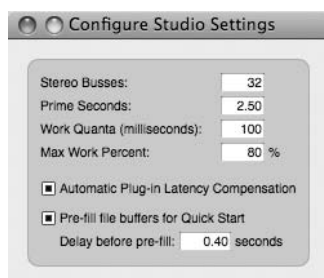 Configure Studio Settings
Stereo Busses: 32
Prime Seconds: 2.50
Work Quanta (milliseconds): 100
Max Work Percent: 80 %
Automatic Plug-in Latency Compensation
Pre-fill file buffers for Quick Start
Delay before pre-fill: 0.40 seconds